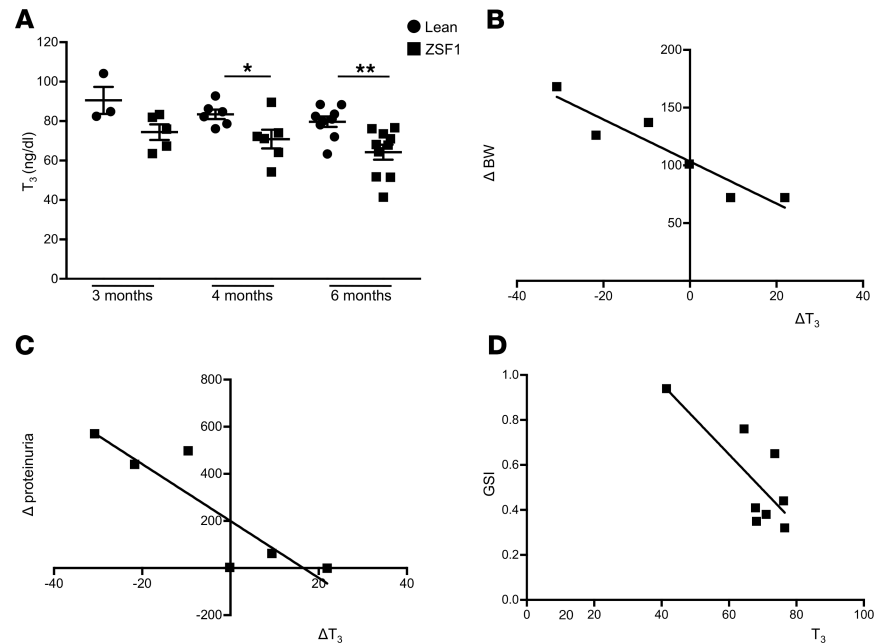 A
Lean
ZSF1
120
100
80
60
40
20
0
T3 (ng/dl)
*
**
3 months
4 months
6 months
B
200
150
100
50
Δ BW
-40
-20
0
20
40
ΔT3
C
800
600
400
200
-200
Δ proteinuria
-40
-20
20
40
ΔT3
D
1.0
0.8
0.6
0.4
0.2
0.0
GSI
0
20
20
40
60
80
100
T3